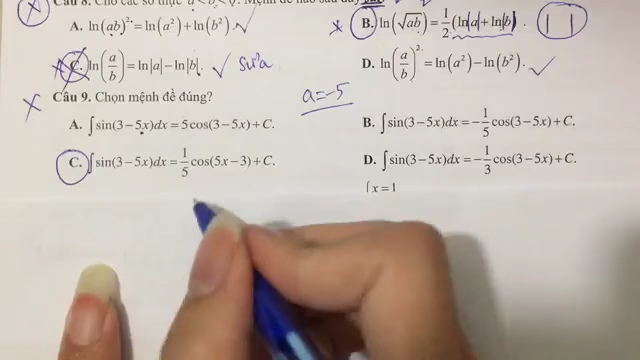 Câu 8. Cho các số thực a < b < 0. Mệnh đề nào sau đây
A. ln(ab)² = ln(a²) + ln(b²). ✓
B. ln(√ab) = 1/2 (ln|a| + ln|b|). | |
C. ln(a/b) = ln|a| − ln|b|. ✓ sửa
D. ln(a/b)² = ln(a²) − ln(b²). ✓
Câu 9. Chọn mệnh đề đúng? a = -5
A. ∫sin(3−5x)dx = 5cos(3−5x)+C.
B. ∫sin(3−5x)dx = −1/5 cos(3−5x)+C.
C. ∫sin(3−5x)dx = 1/5 cos(5x−3)+C.
D. ∫sin(3−5x)dx = −1/3 cos(3−5x)+C.
x = 1